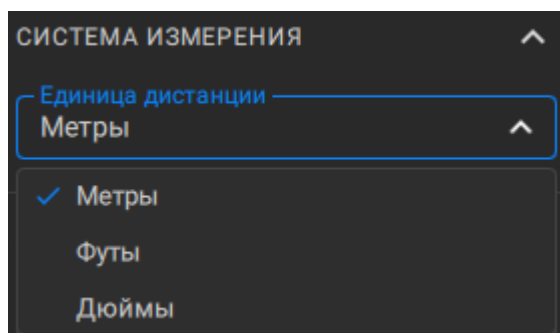 СИСТЕМА ИЗМЕРЕНИЯ
Единица дистанции
Метры
Метры
Футы
Дюймы